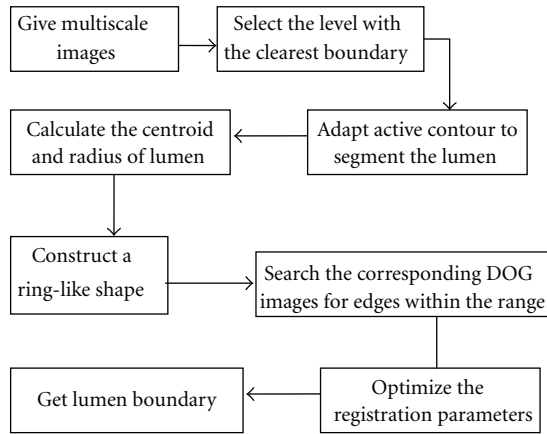 Give multiscale
images
Select the level with
the clearest boundary
Calculate the centroid
and radius of lumen
Adapt active contour to
segment the lumen
Construct a
ring-like shape
Search the corresponding DOG
images for edges within the range
Get lumen boundary
Optimize the
registration parameters